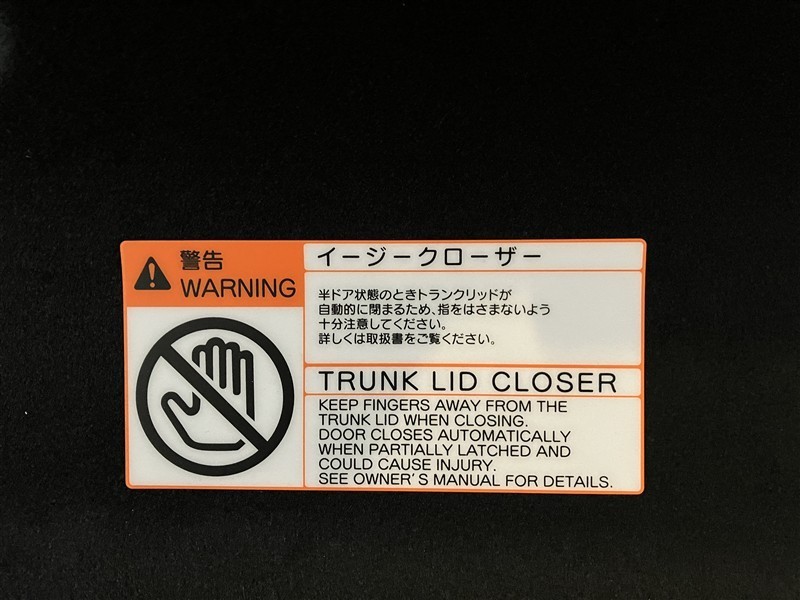 警告
WARNING
イージークローザー
半ドア状態のときトランクリッドが
自動的に閉まるため、指をはさまないよう
十分注意してください。
詳しくは取扱書をご覧ください。
TRUNK LID CLOSER
KEEP FINGERS AWAY FROM THE
TRUNK LID WHEN CLOSING.
DOOR CLOSES AUTOMATICALLY
WHEN PARTIALLY LATCHED AND
COULD CAUSE INJURY.
SEE OWNER'S MANUAL FOR DETAILS.